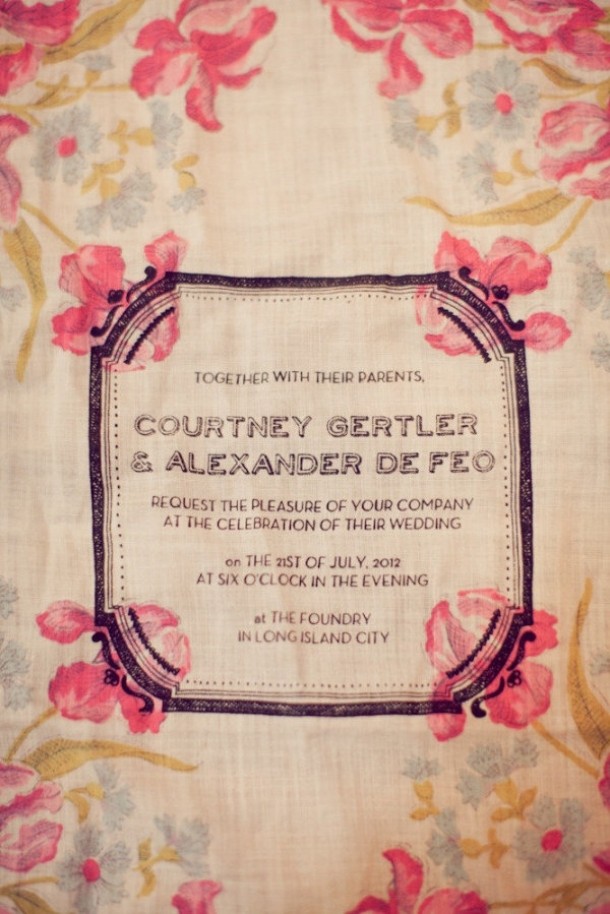 TOGETHER WITH THEIR PARENTS,
COURTNEY GERTLER
& ALEXANDER DE FEO
REQUEST THE PLEASURE OF YOUR COMPANY
AT THE CELEBRATION OF THEIR WEDDING
on THE 21ST OF JULY, 2012
AT SIX O'CLOCK IN THE EVENING
at THE FOUNDRY
IN LONG ISLAND CITY